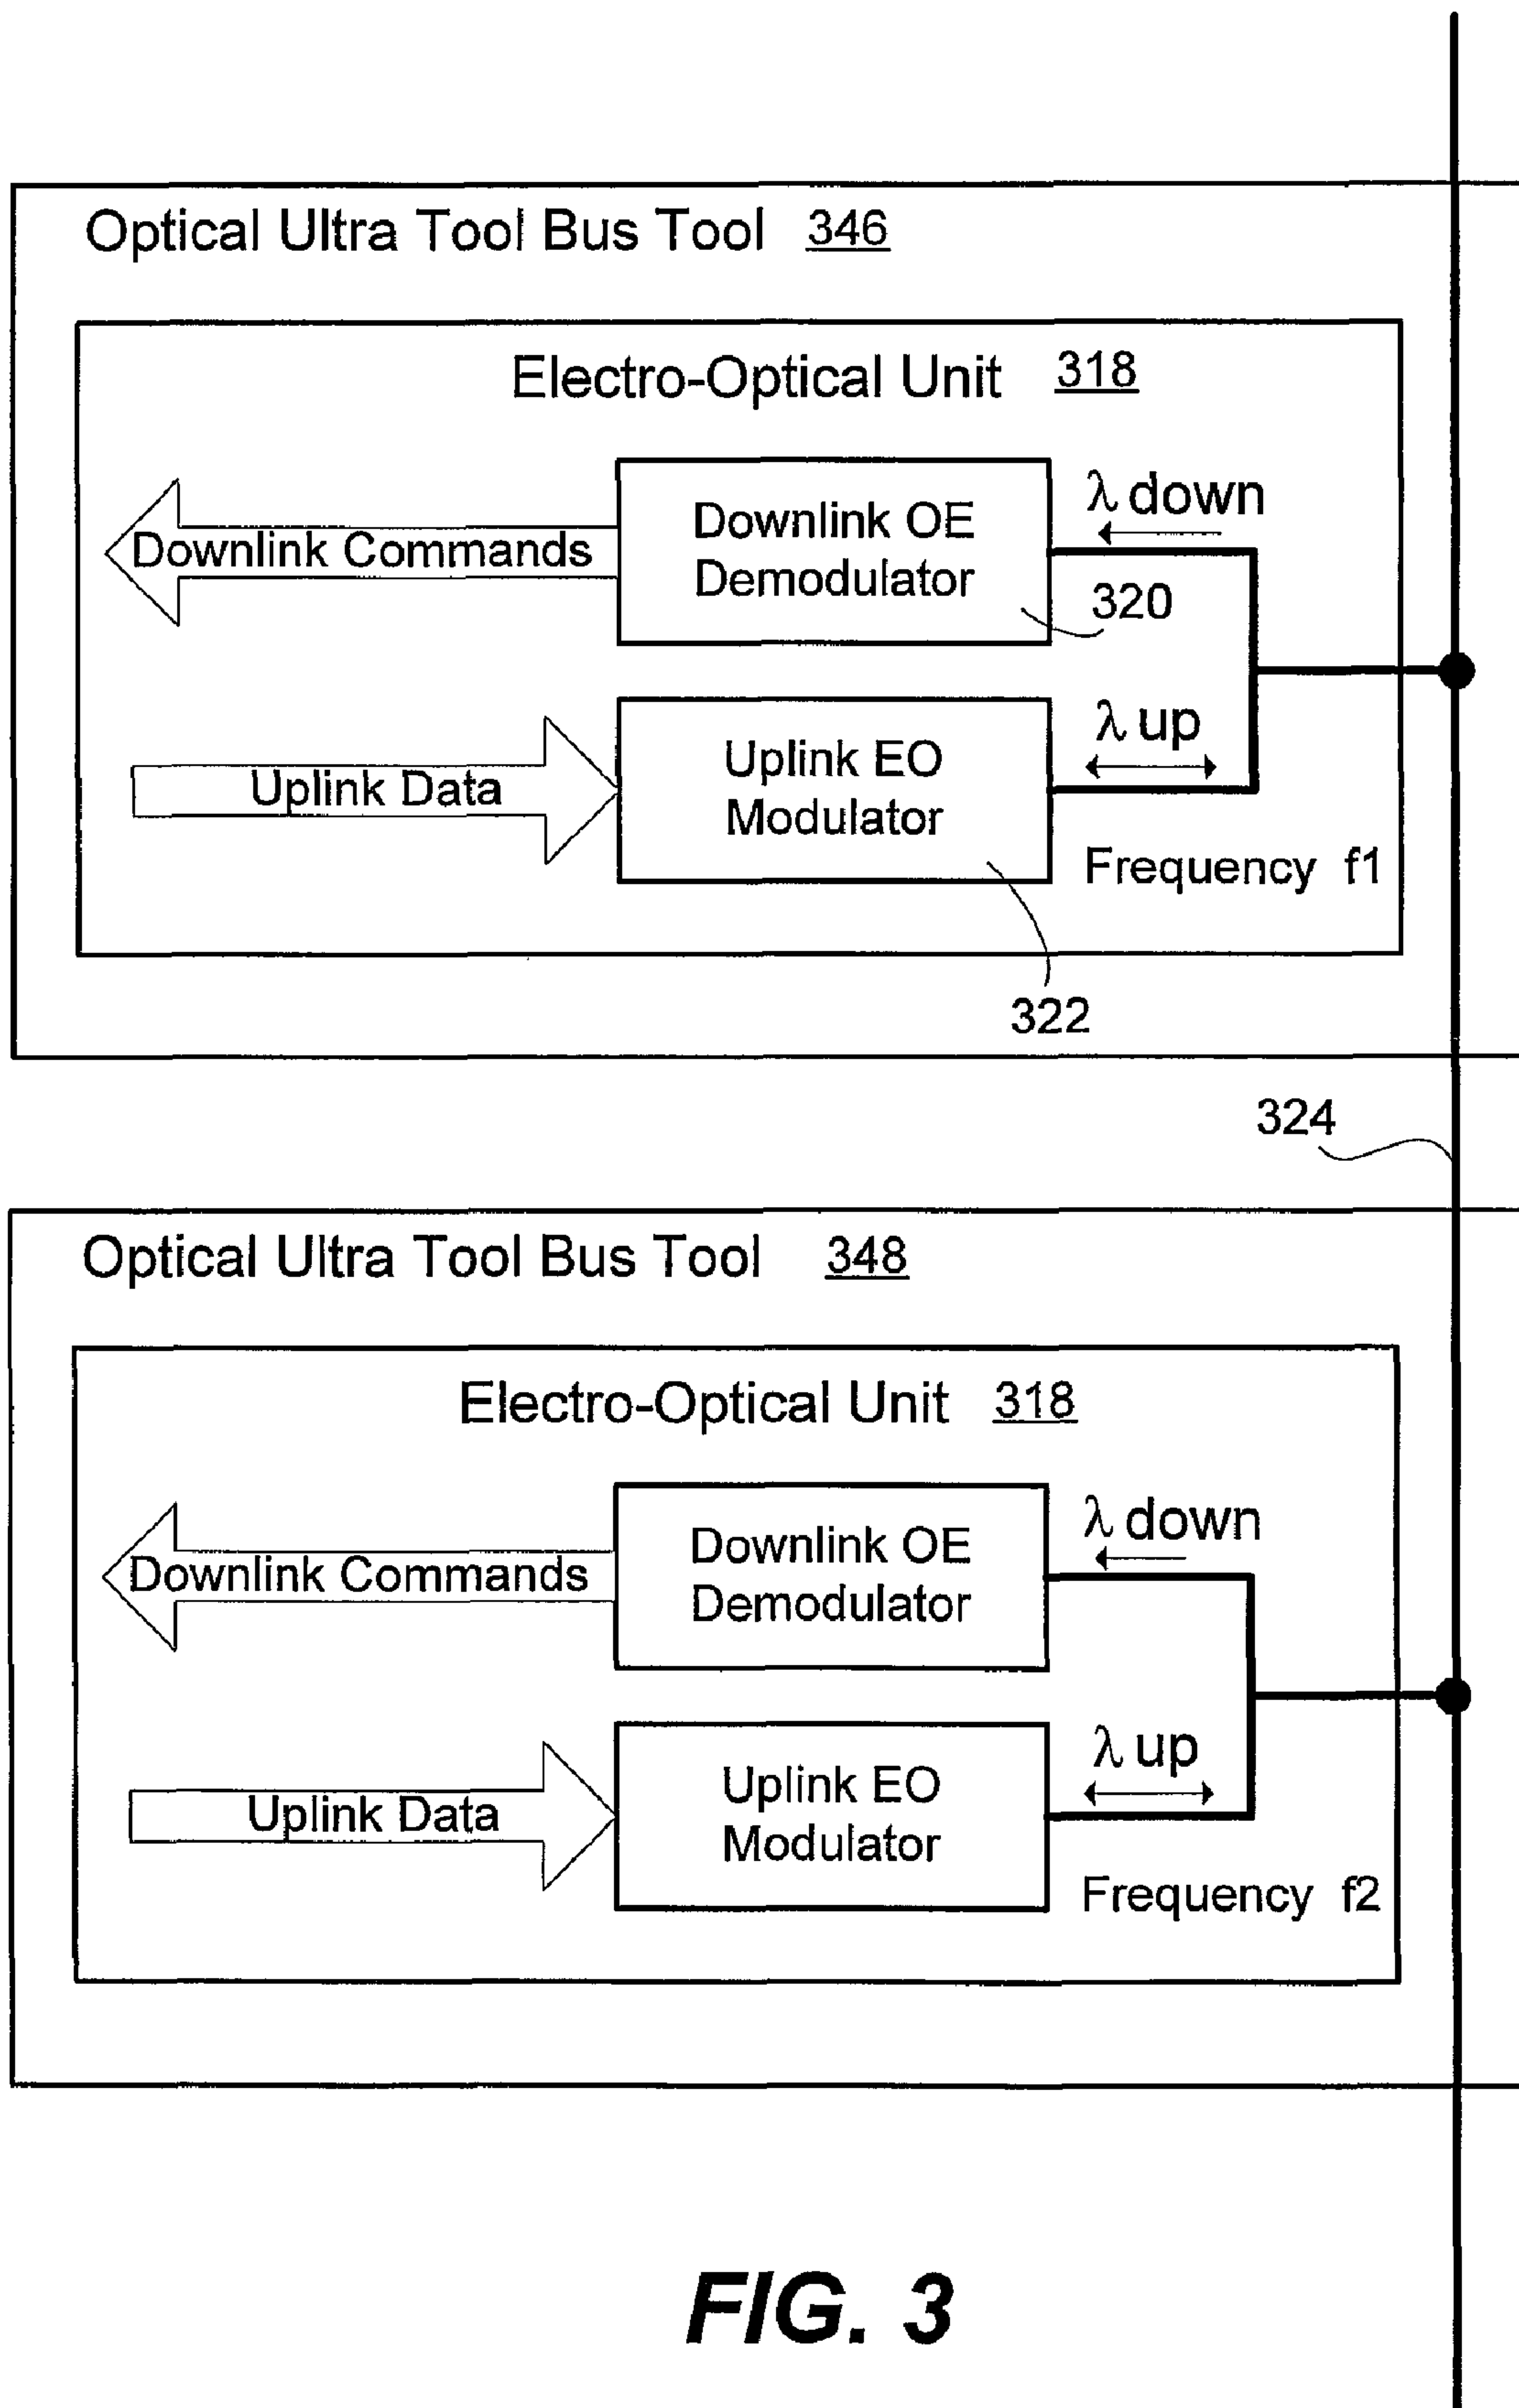 Optical Ultra Tool Bus Tool 346
Electro-Optical Unit 318
λ down
Downlink OE
Demodulator
Downlink Commands
320
λ up
Uplink EO
Modulator
Uplink Data
Frequency f1
322
324
Optical Ultra Tool Bus Tool 348
Electro-Optical Unit 318
λ down
Downlink OE
Demodulator
Downlink Commands
λ up
Uplink EO
Modulator
Uplink Data
Frequency f2
FIG. 3